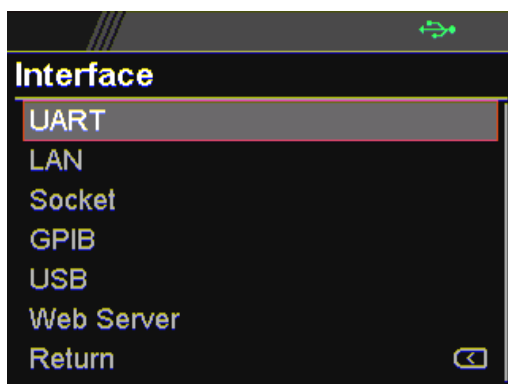 Interface
UART
LAN
Socket
GPIB
USB
Web Server
Return